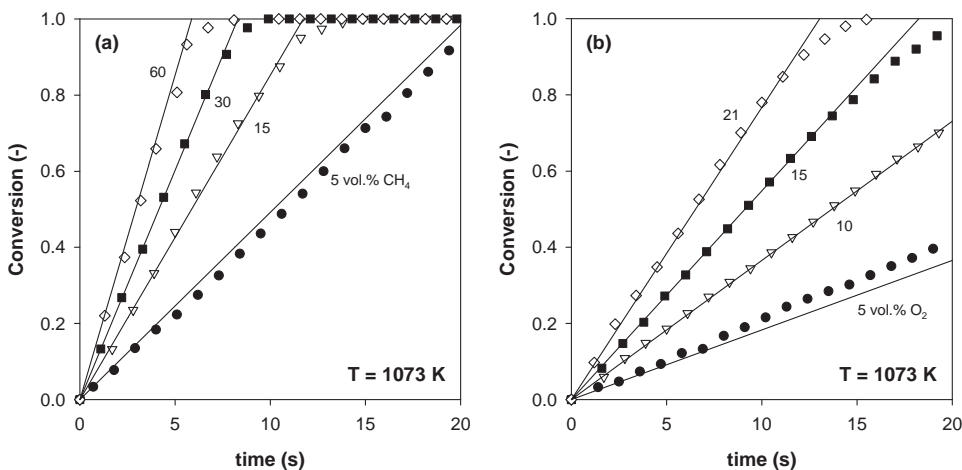 (a)
(b)
1.0
0.8
0.6
0.4
0.2
0.0
Conversion (-)
60
30
15
5 vol.% CH₄
T = 1073 K
0 5 10 15 20
time (s)
1.0
0.8
0.6
0.4
0.2
0.0
Conversion (-)
21
15
10
5 vol.% O₂
T = 1073 K
0 5 10 15 20
time (s)